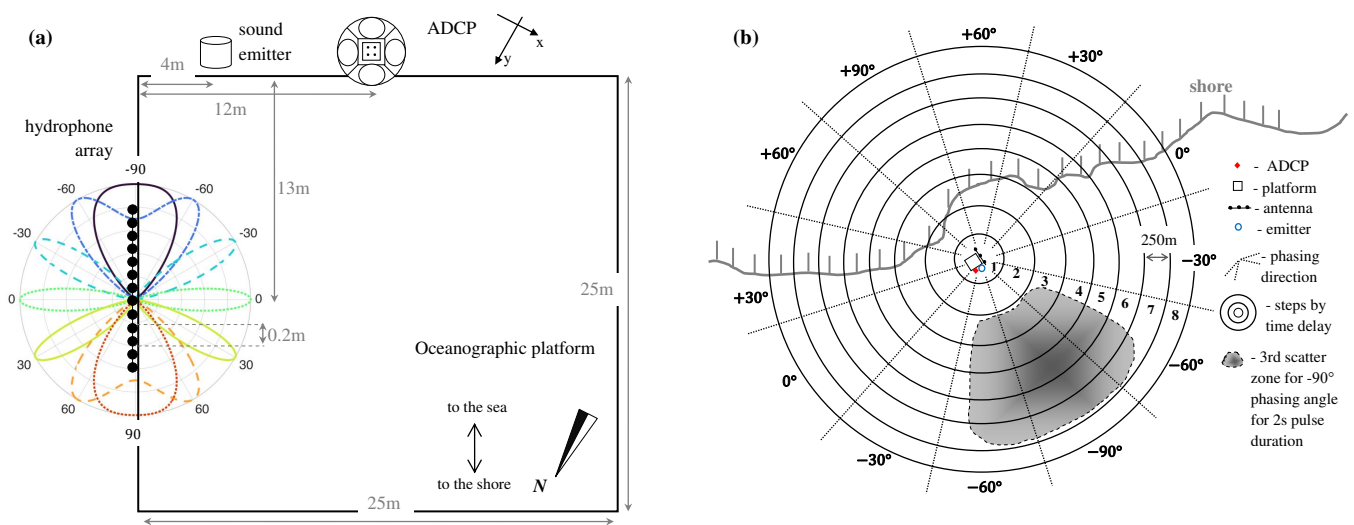 (a)
sound
emitter
ADCP
x
y
4m
12m
hydrophone
array
13m
-90
-60
-60
-30
-30
0
0
0.2m
30
30
60
60
90
25m
Oceanographic platform
to the sea
to the shore
N
25m
(b)
+60°
+30°
+90°
shore
+60°
0°
250m
−30°
+30°
1
2
3
4
5
6
7
8
0°
−60°
−30°
−90°
−60°
- ADCP
- platform
- antenna
- emitter
- phasing
direction
- steps by
time delay
- 3rd scatter
zone for -90°
phasing angle
for 2s pulse
duration